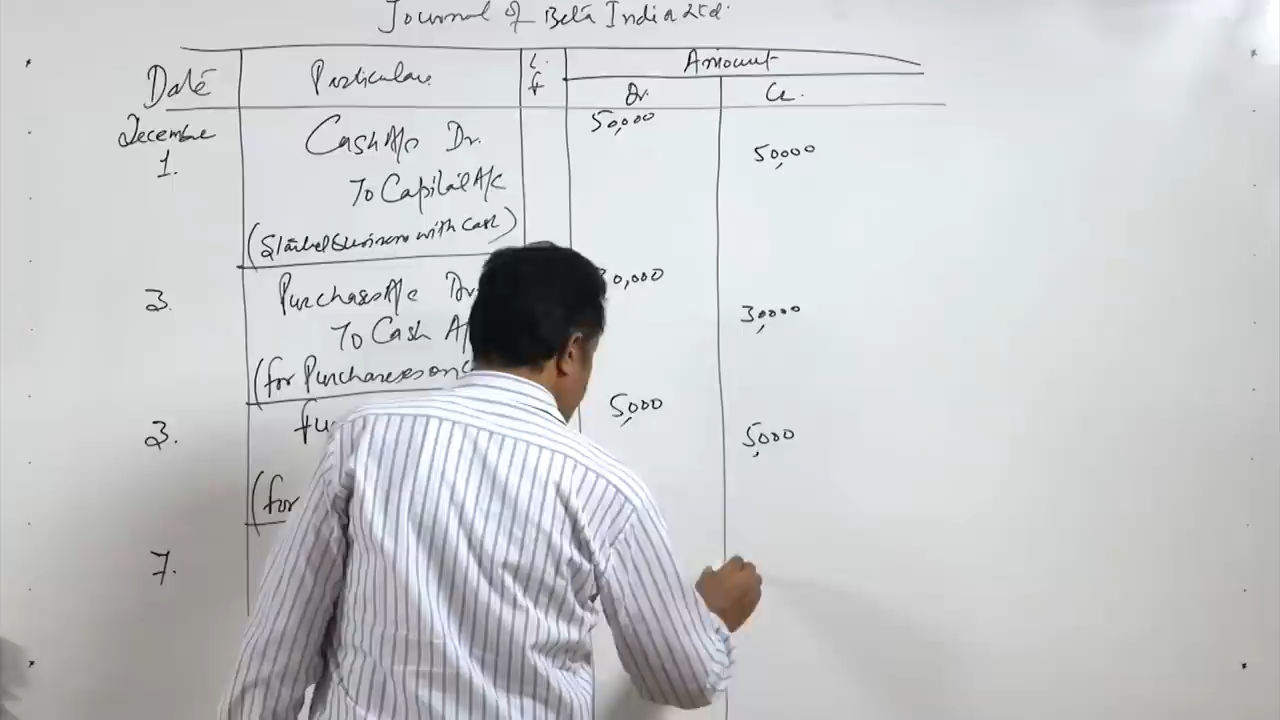 Journal of Beta India Ltd.
Date Particulars L.f Amount
Dr. Cr.
December 1. Cash A/c Dr. 50,000
To Capital A/c 50,000
(Started Business with Cash)
3. Purchases A/c Dr. 0,000
To Cash A/ 30,000
(for Purchases on
3. fu 5,000
5,000
(for
7.